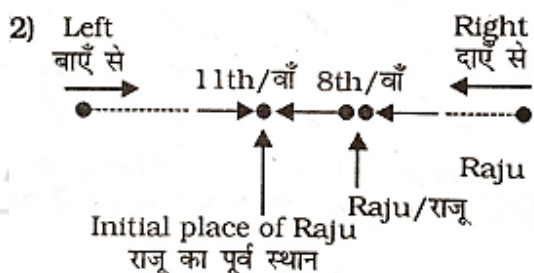 2) Left Right
बाएँ से दाएँ से
11th/वाँ 8th/वाँ
Raju
Raju/राजू
Initial place of Raju
राजू का पूर्व स्थान